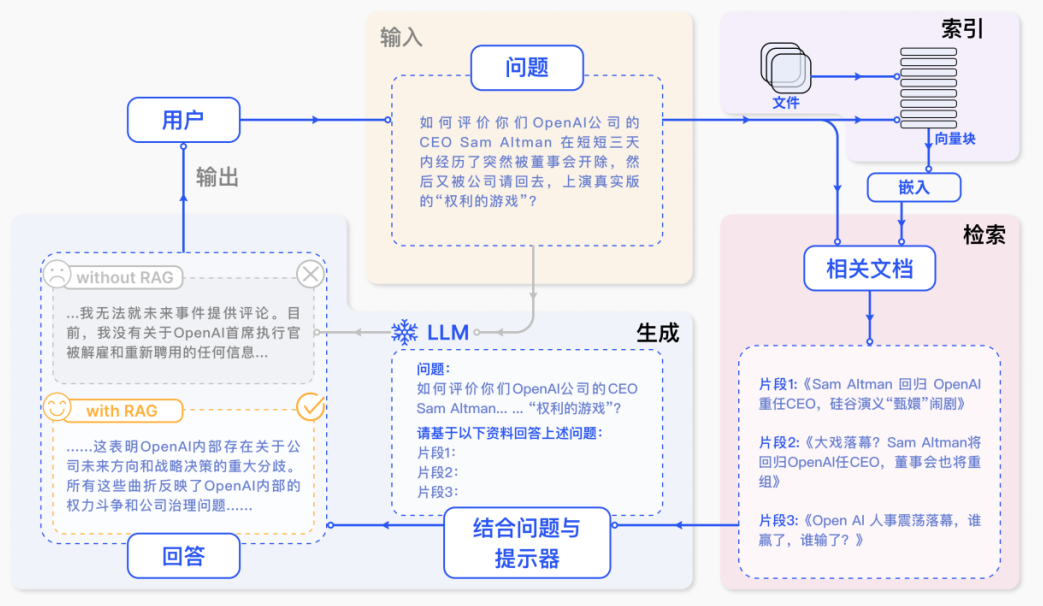 输入
问题
如何评价你们OpenAI公司的
CEO Sam Altman 在短短三天
内经历了突然被董事会开除，然
后又被公司请回去，上演真实版
的“权利的游戏”？
索引
文件
向量块
嵌入
用户
输出
检索
相关文档
片段1:《Sam Altman 回归 OpenAI
重任CEO，硅谷演义“甄嬛”闹剧》
片段2:《大戏落幕？Sam Altman将
回归OpenAI任CEO，董事会也将重
组》
片段3:《Open AI 人事震荡落幕，谁
赢了，谁输了？》
生成
LLM
问题：
如何评价你们OpenAI公司的CEO
Sam Altman... ... “权利的游戏”？
请基于以下资料回答上述问题：
片段1：
片段2：
片段3：
结合问题与
提示器
without RAG
...我无法就未来事件提供评论。目
前，我没有关于OpenAI首席执行官
被解雇和重新聘用的任何信息...
with RAG
......这表明OpenAI内部存在关于公
司未来方向和战略决策的重大分歧。
所有这些曲折反映了OpenAI内部的
权力斗争和公司治理问题......
回答